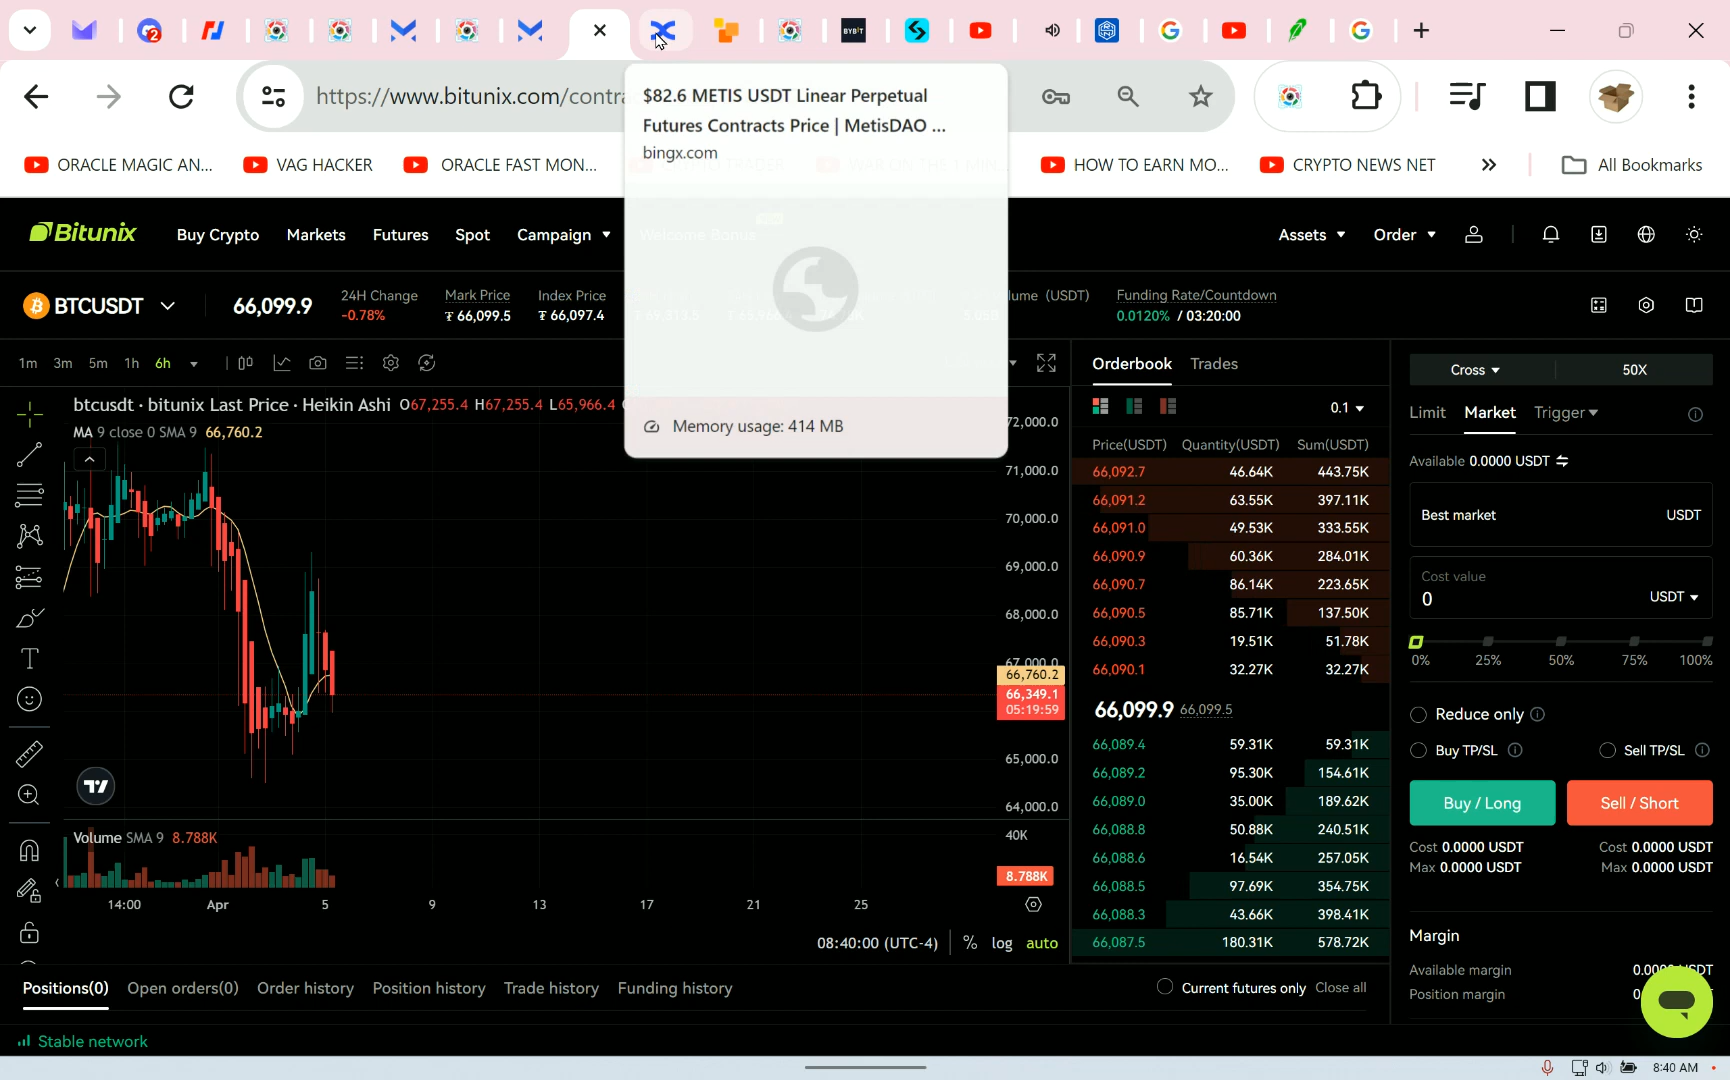 2
BYBIT
https://www.bitunix.com/contra
$82.6 METIS USDT Linear Perpetual
Futures Contracts Price | MetisDAO ...
bingx.com
ORACLE MAGIC AN...
VAG HACKER
ORACLE FAST MON...
HOW TO EARN MO...
CRYPTO NEWS NET
All Bookmarks
Bitunix
Buy Crypto
Markets
Futures
Spot
Campaign
Welcome Bonus
Assets
Order
BTCUSDT
66,099.9
24H Change
-0.78%
Mark Price
₮ 66,099.5
Index Price
₮ 66,097.4
lume (USDT)
Funding Rate/Countdown
0.0120% / 03:20:00
1m 3m 5m 1h 6h
Memory usage: 414 MB
btcusdt · bitunix Last Price · Heikin Ashi O67,255.4 H67,255.4 L65,966.4
MA 9 close 0 SMA 9 66,760.2
72,000.0
71,000.0
70,000.0
69,000.0
68,000.0
67,000.0
66,760.2
66,349.1
05:19:59
65,000.0
64,000.0
Volume SMA 9 8.788K
40K
8.788K
14:00 Apr 5 9 13 17 21 25
08:40:00 (UTC-4) % log auto
Orderbook Trades
0.1
Price(USDT) Quantity(USDT) Sum(USDT)
66,092.7 46.64K 443.75K
66,091.2 63.55K 397.11K
66,091.0 49.53K 333.55K
66,090.9 60.36K 284.01K
66,090.7 86.14K 223.65K
66,090.5 85.71K 137.50K
66,090.3 19.51K 51.78K
66,090.1 32.27K 32.27K
66,099.9 66,099.5
66,089.4 59.31K 59.31K
66,089.2 95.30K 154.61K
66,089.0 35.00K 189.62K
66,088.8 50.88K 240.51K
66,088.6 16.54K 257.05K
66,088.5 97.69K 354.75K
66,088.3 43.66K 398.41K
66,087.5 180.31K 578.72K
Cross 50X
Limit Market Trigger
Available 0.0000 USDT
Best market USDT
Cost value
0 USDT
0% 25% 50% 75% 100%
Reduce only
Buy TP/SL Sell TP/SL
Buy / Long Sell / Short
Cost 0.0000 USDT Cost 0.0000 USDT
Max 0.0000 USDT Max 0.0000 USDT
Margin
Available margin
Position margin
Positions(0) Open orders(0) Order history Position history Trade history Funding history
Current futures only Close all
Stable network
8:40 AM